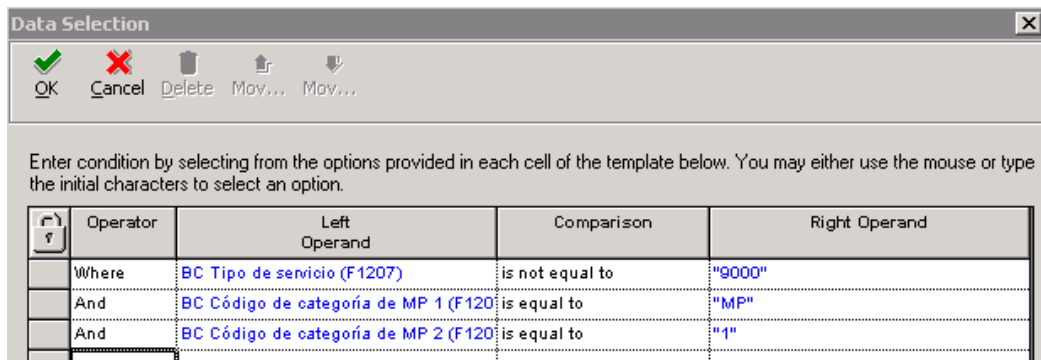 Data Selection
OK Cancel Delete Mov... Mov...
Enter condition by selecting from the options provided in each cell of the template below. You may either use the mouse or type
the initial characters to select an option.
Operator Left Operand Comparison Right Operand
Where BC Tipo de servicio (F1207) is not equal to "9000"
And BC Código de categoría de MP 1 (F120 is equal to "MP"
And BC Código de categoría de MP 2 (F120 is equal to "1"